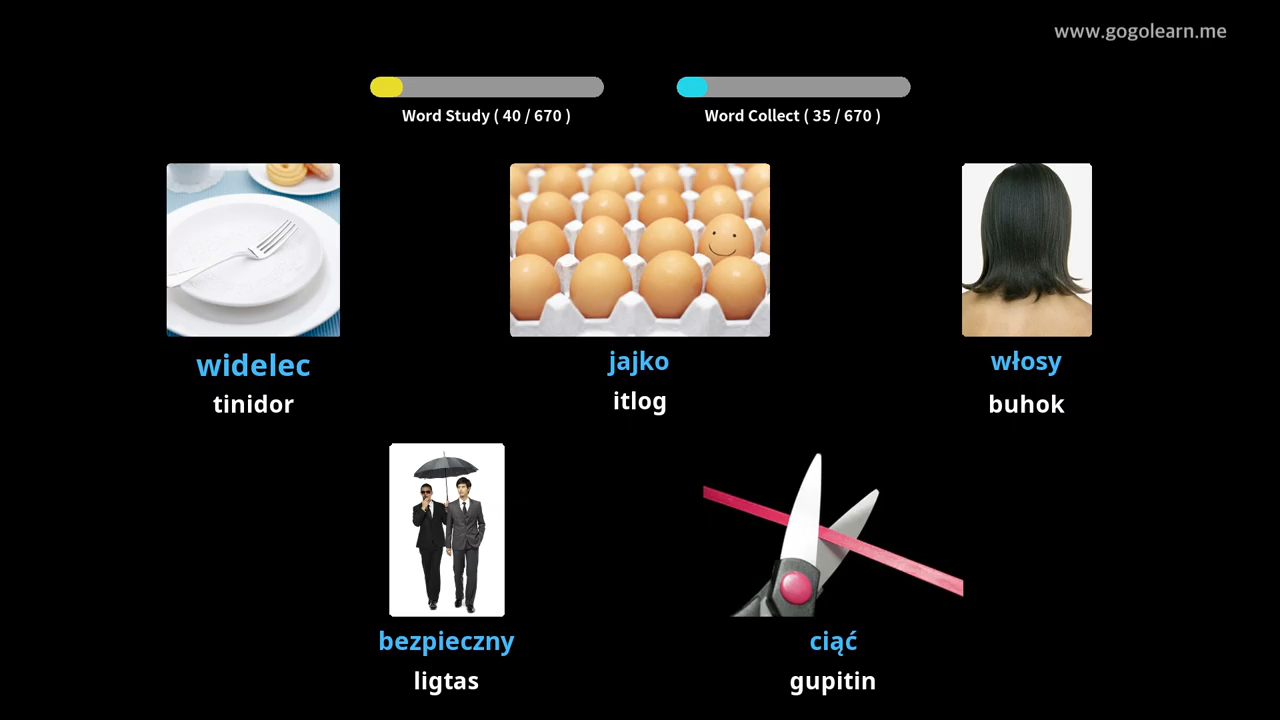 www.gogolearn.me
Word Study ( 40 / 670 )
Word Collect ( 35 / 670 )
widelec
tinidor
jajko
itlog
włosy
buhok
bezpieczny
ligtas
ciąć
gupitin